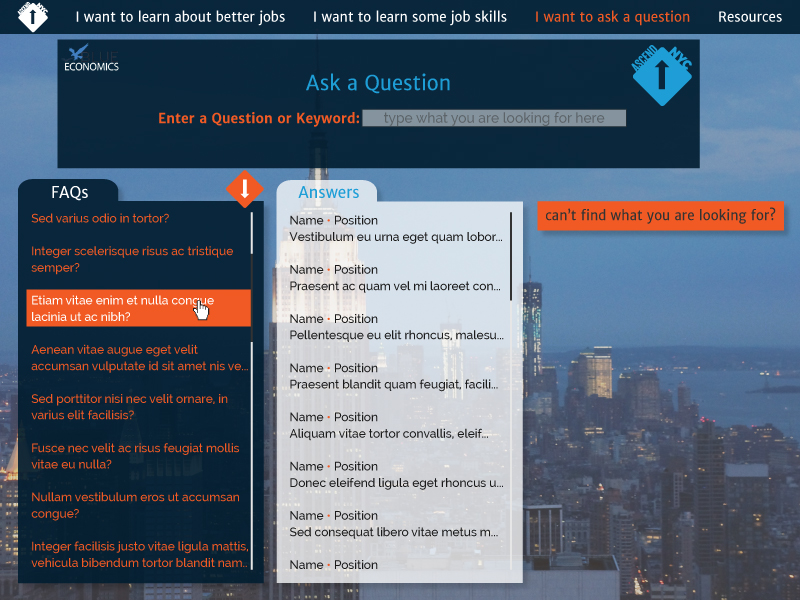 I want to learn about better jobs
I want to learn some job skills
I want to ask a question
Resources
ECONOMICS
ASCEND NYC
Ask a Question
Enter a Question or Keyword:
type what you are looking for here
FAQs
Sed varius odio in tortor?
Integer scelerisque risus ac tristique
semper?
Etiam vitae enim et nulla congue
lacinia ut ac nibh?
Aenean vitae augue eget velit
accumsan vulputate id sit amet nis ve...
Sed porttitor nisi nec velit ornare, in
varius elit facilisis?
Fusce nec velit ac risus feugiat mollis
vitae eu nulla?
Nullam vestibulum eros ut accumsan
congue?
Integer facilisis justo vitae ligula mattis,
vehicula bibendum tortor blandit nam..
Answers
Name • Position
Vestibulum eu urna eget quam lobor...
Name • Position
Praesent ac quam vel mi laoreet con...
Name • Position
Pellentesque eu elit rhoncus, malesu...
Name • Position
Praesent blandit quam feugiat, facili...
Name • Position
Aliquam vitae tortor convallis, eleif...
Name • Position
Donec eleifend ligula eget rhoncus u...
Name • Position
Sed consequat libero vitae metus m...
Name • Position
can't find what you are looking for?